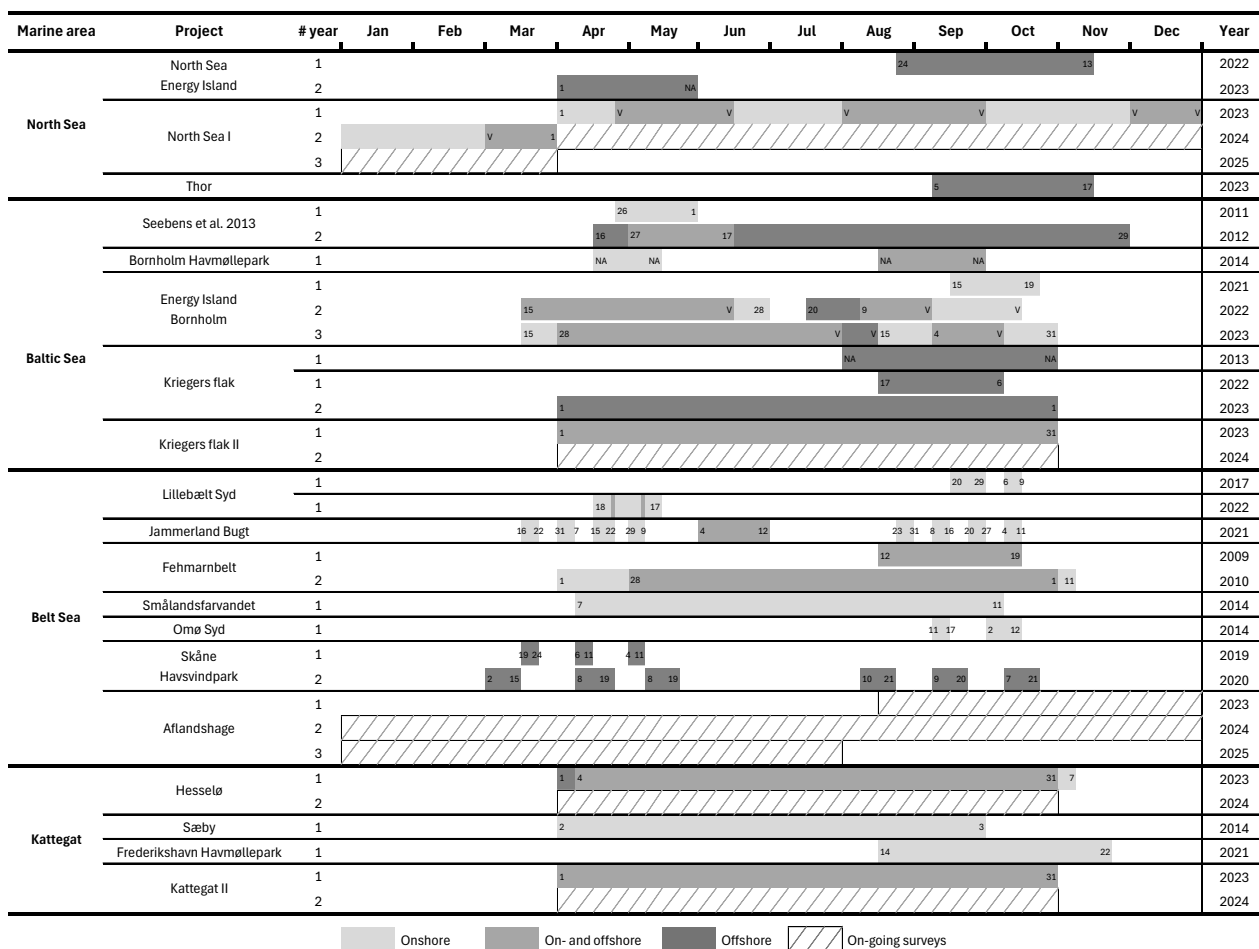 Marine area Project # year Jan Feb Mar Apr May Jun Jul Aug Sep Oct Nov Dec Year
North Sea 1 24 13 2022
Energy Island 2 1 NA 2023
North Sea
1 1 V V V V V V 2023
North Sea I 2 V 1 2024
3 2025
Thor 5 17 2023
1 26 1 2011
Seebens et al. 2013
2 16 27 17 29 2012
Bornholm Havmøllepark 1 NA NA NA NA 2014
1 15 19 2021
Energy Island
Bornholm
2 15 V 28 20 9 V V 2022
3 15 28 V V 15 4 V 31 2023
Baltic Sea
1 NA NA 2013
Kriegers flak 1 17 6 2022
2 1 1 2023
Kriegers flak II
1 1 31 2023
2 2024
Lillebælt Syd
1 20 29 6 9 2017
1 18 17 2022
Jammerland Bugt 16 22 31 7 15 22 29 9 4 12 23 31 8 16 20 27 4 11 2021
Fehmarnbelt
1 12 19 2009
2 1 28 1 11 2010
Smålandsfarvandet 1 7 11 2014
Belt Sea
Omø Syd 1 11 17 2 12 2014
Skåne 1 19 24 6 11 4 11 2019
Havsvindpark 2 2 15 8 19 8 19 10 21 9 20 7 21 2020
1 2023
Aflandshage 2 2024
3 2025
Hesselø
1 1 4 31 7 2023
2 2024
Sæby 1 2 3 2014
Kattegat
Frederikshavn Havmøllepark 1 14 22 2021
Kattegat II
1 1 31 2023
2 2024
Onshore On- and offshore Offshore On-going surveys